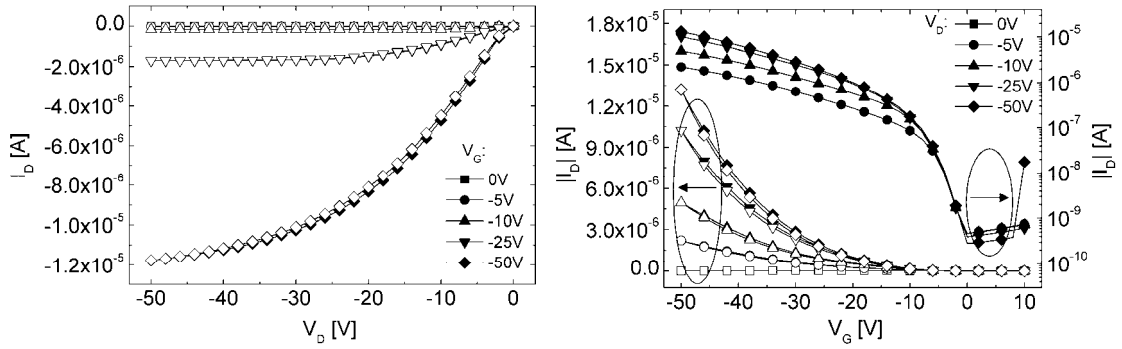 0.0
-2.0x10⁻⁶
-4.0x10⁻⁶
-6.0x10⁻⁶
-8.0x10⁻⁶
-1.0x10⁻⁵
-1.2x10⁻⁵
I_D [A]
V_G:
0V
-5V
-10V
-25V
-50V
-50 -40 -30 -20 -10 0
V_D [V]
1.8x10⁻⁵
1.5x10⁻⁵
1.2x10⁻⁵
9.0x10⁻⁶
6.0x10⁻⁶
3.0x10⁻⁶
0.0
|I_D| [A]
V_D:
0V
-5V
-10V
-25V
-50V
10⁻⁵
10⁻⁶
10⁻⁷
10⁻⁸
10⁻⁹
10⁻¹⁰
|I_D| [A]
-50 -40 -30 -20 -10 0 10
V_G [V]